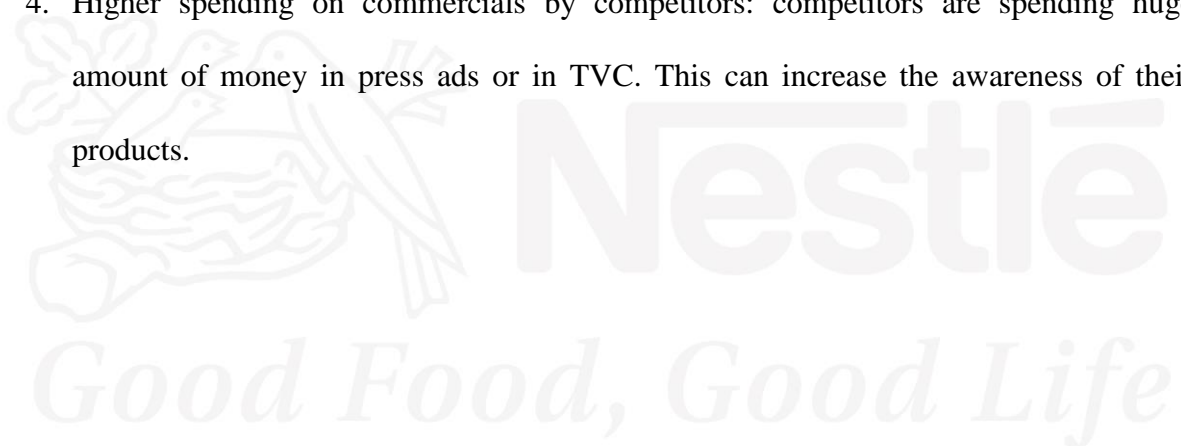 4. Higher spending on commercials by competitors: competitors are spending hug
amount of money in press ads or in TVC. This can increase the awareness of thei
products.
Nestlé
Good Food, Good Life